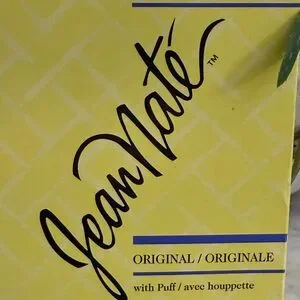 Jean Naté™
ORIGINAL / ORIGINALE
with Puff / avec houppette